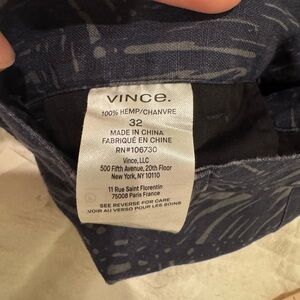 VINCE.
100% HEMP/CHANVRE
32
MADE IN CHINA
FABRIQUÉ EN CHINE
RN#106730
Vince, LLC
500 Fifth Avenue, 20th Floor
New York, NY 10110
11 Rue Saint Florentin
75008 Paris France
SEE REVERSE FOR CARE
VOIR AU VERSO POUR LES SOINS